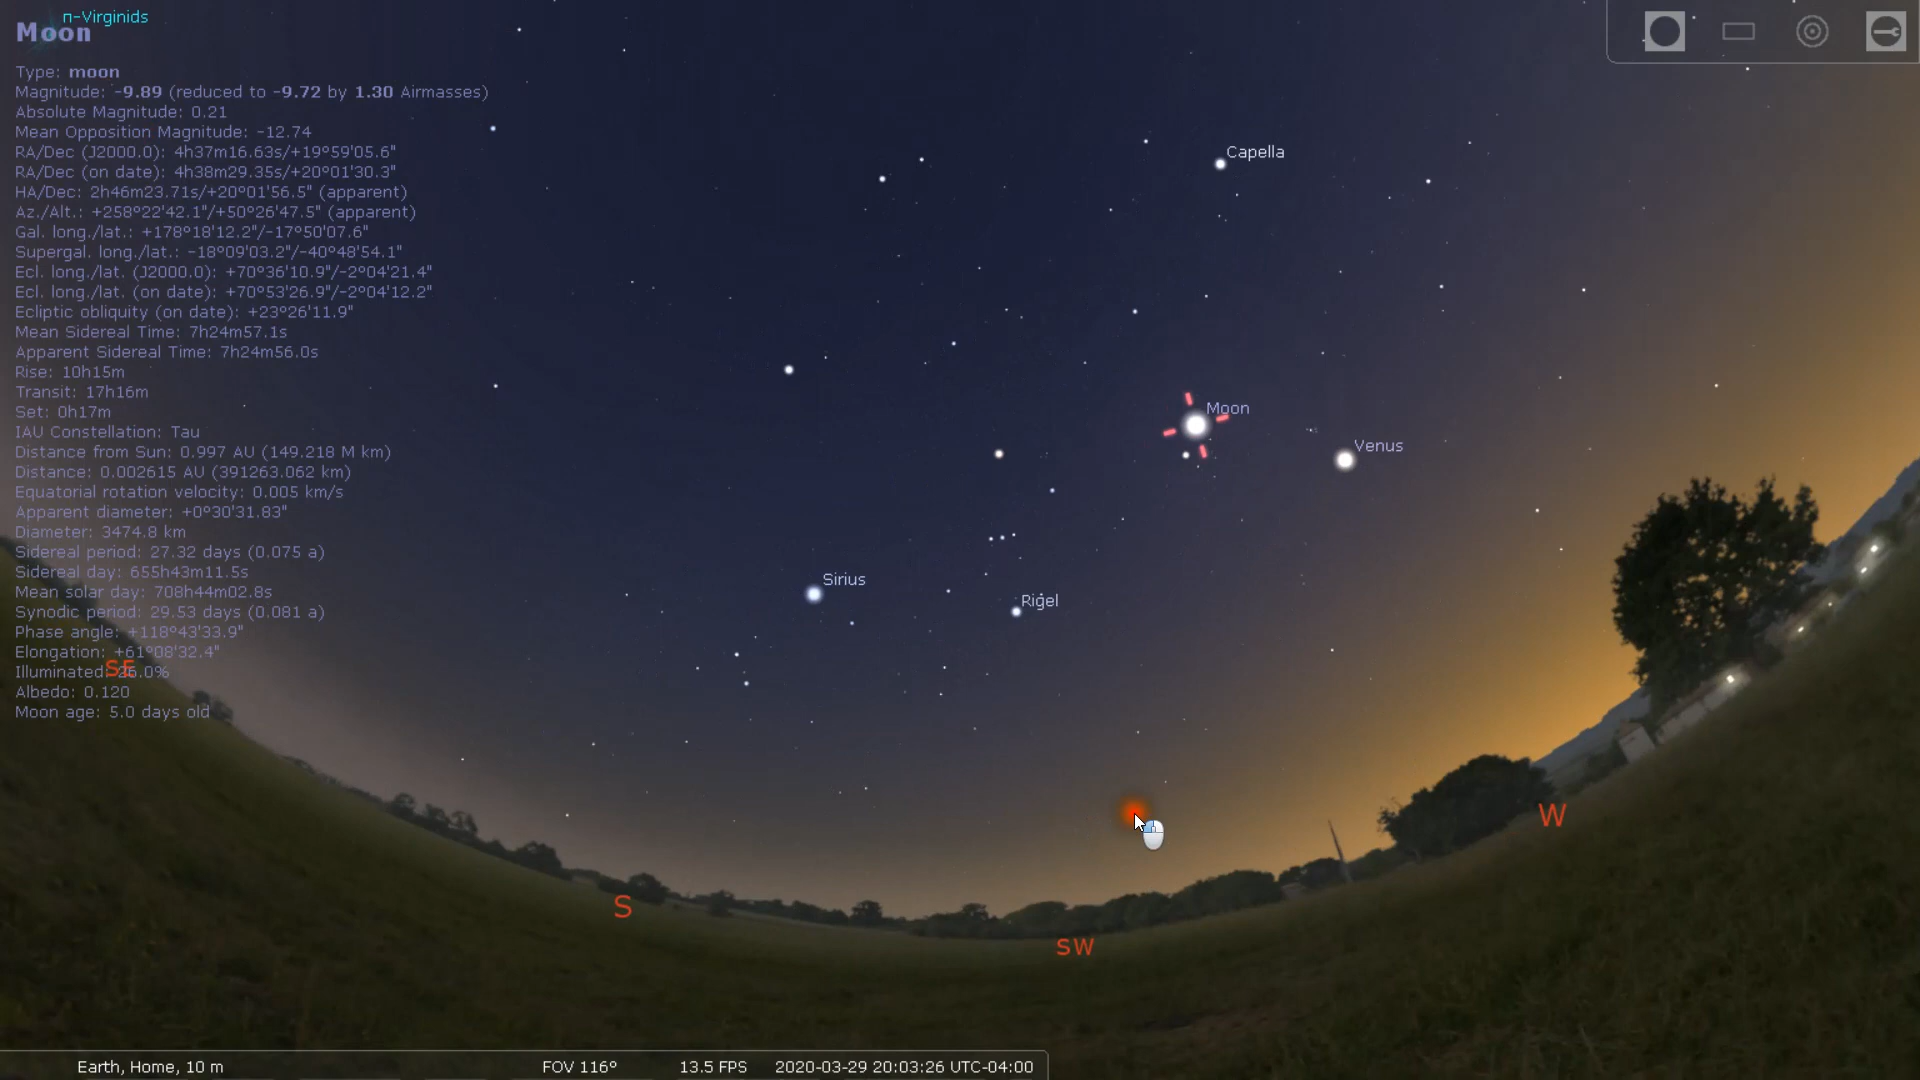 π-Virginids
Moon
Type: moon
Magnitude: -9.89 (reduced to -9.72 by 1.30 Airmasses)
Absolute Magnitude: 0.21
Mean Opposition Magnitude: -12.74
RA/Dec (J2000.0): 4h37m16.63s/+19°59'05.6"
RA/Dec (on date): 4h38m29.35s/+20°01'30.3"
HA/Dec: 2h46m23.71s/+20°01'56.5" (apparent)
Az./Alt.: +258°22'42.1"/+50°26'47.5" (apparent)
Gal. long./lat.: +178°18'12.2"/-17°50'07.6"
Supergal. long./lat.: -18°09'03.2"/-40°48'54.1"
Ecl. long./lat. (J2000.0): +70°36'10.9"/-2°04'21.4"
Ecl. long./lat. (on date): +70°53'26.9"/-2°04'12.2"
Ecliptic obliquity (on date): +23°26'11.9"
Mean Sidereal Time: 7h24m57.1s
Apparent Sidereal Time: 7h24m56.0s
Rise: 10h15m
Transit: 17h16m
Set: 0h17m
IAU Constellation: Tau
Distance from Sun: 0.997 AU (149.218 M km)
Distance: 0.002615 AU (391263.062 km)
Equatorial rotation velocity: 0.005 km/s
Apparent diameter: +0°30'31.83"
Diameter: 3474.8 km
Sidereal period: 27.32 days (0.075 a)
Sidereal day: 655h43m11.5s
Mean solar day: 708h44m02.8s
Synodic period: 29.53 days (0.081 a)
Phase angle: +118°43'33.9"
Elongation: +61°08'32.4"
Illuminated: 26.0%
Albedo: 0.120
Moon age: 5.0 days old
Capella
Moon
Venus
Sirius
Rigel
SE
S
SW
W
Earth, Home, 10 m
FOV 116°
13.5 FPS
2020-03-29 20:03:26 UTC-04:00